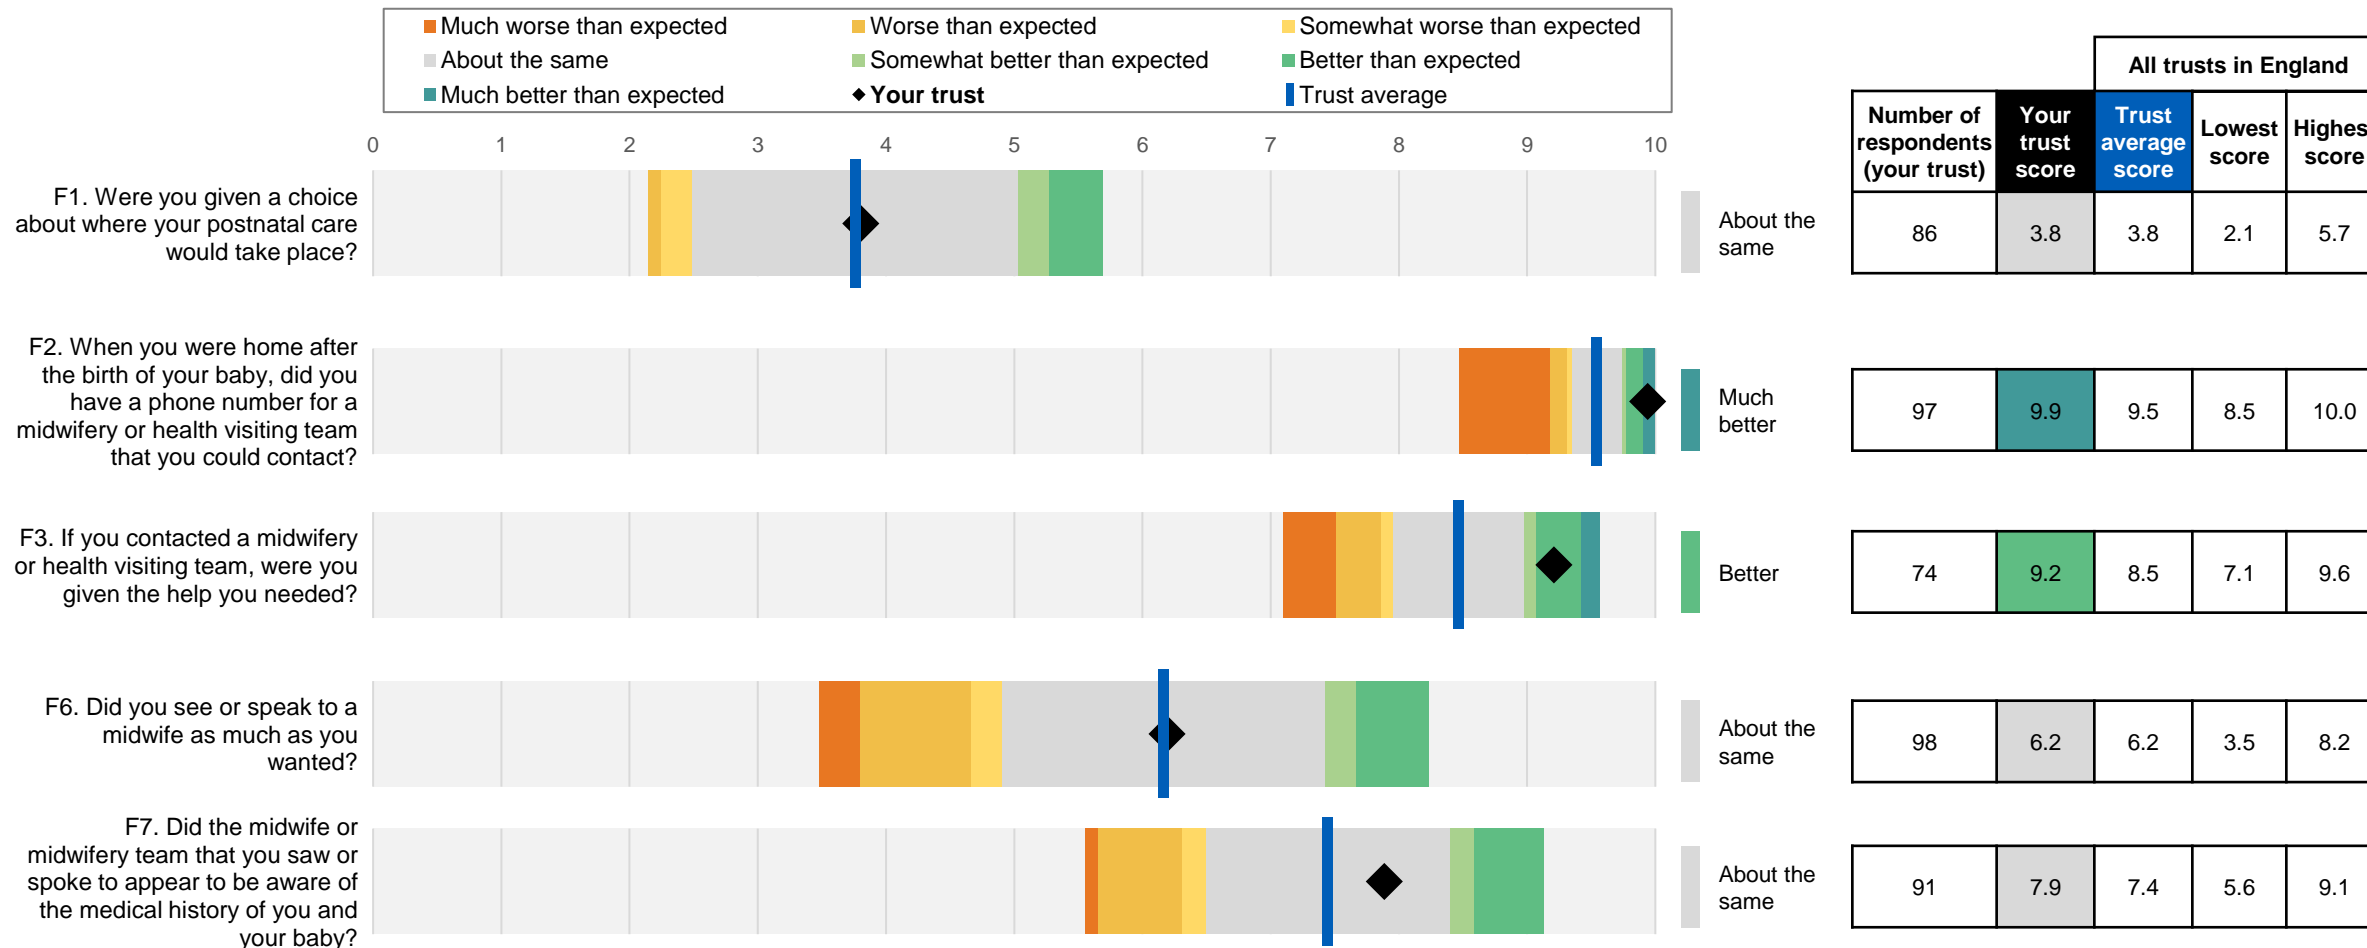 Much worse than expected
Worse than expected
Somewhat worse than expected
About the same
Somewhat better than expected
Better than expected
Much better than expected
Your trust
Trust average
All trusts in England
Number of
respondents
(your trust)
Your
trust
score
Trust
average
score
Lowest
score
Highes
score
0 1 2 3 4 5 6 7 8 9 10
F1. Were you given a choice
about where your postnatal care
would take place?
About the
same
86 3.8 3.8 2.1 5.7
F2. When you were home after
the birth of your baby, did you
have a phone number for a
midwifery or health visiting team
that you could contact?
Much
better
97 9.9 9.5 8.5 10.0
F3. If you contacted a midwifery
or health visiting team, were you
given the help you needed?
Better
74 9.2 8.5 7.1 9.6
F6. Did you see or speak to a
midwife as much as you
wanted?
About the
same
98 6.2 6.2 3.5 8.2
F7. Did the midwife or
midwifery team that you saw or
spoke to appear to be aware of
the medical history of you and
your baby?
About the
same
91 7.9 7.4 5.6 9.1